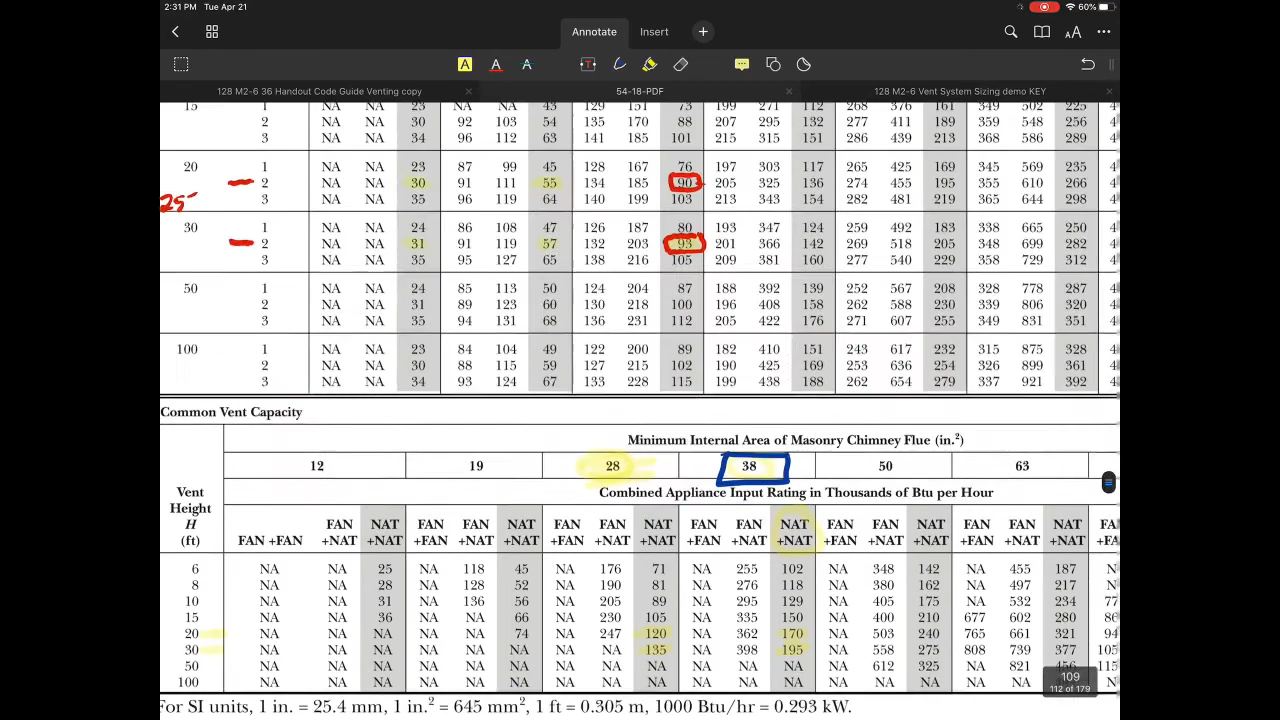 2:31 PM Tue Apr 21 60%
Annotate Insert
128 M2-6 36 Handout Code Guide Venting copy 54-18-PDF 128 M2-6 Vent System Sizing demo KEY
15 1 23 NA NA 43 129 151 73 199 271 112 268 376 161 349 502 225 4
2 NA NA 30 92 103 54 135 170 88 207 295 132 277 411 189 359 548 256 4
3 NA NA 34 96 112 63 141 185 101 215 315 151 286 439 213 368 586 289 4
20 1 NA NA 23 87 99 45 128 167 76 197 303 117 265 425 169 345 569 235 4
2 NA NA 30 91 111 55 134 185 90 205 325 136 274 455 195 355 610 266 4
25
3 NA NA 35 96 119 64 140 199 103 213 343 154 282 481 219 365 644 298 4
30 1 NA NA 24 86 108 47 126 187 80 193 347 124 259 492 183 338 665 250 4
2 NA NA 31 91 119 57 132 203 93 201 366 142 269 518 205 348 699 282 4
3 NA NA 35 95 127 65 138 216 105 209 381 160 277 540 229 358 729 312 4
50 1 NA NA 24 85 113 50 124 204 87 188 392 139 252 567 208 328 778 287 4
2 NA NA 31 89 123 60 130 218 100 196 408 158 262 588 230 339 806 320 4
3 NA NA 35 94 131 68 136 231 112 205 422 176 271 607 255 349 831 351 4
100 1 NA NA 23 84 104 49 122 200 89 182 410 151 243 617 232 315 875 328 4
2 NA NA 30 88 115 59 127 215 102 190 425 169 253 636 254 326 899 361 4
3 NA NA 34 93 124 67 133 228 115 199 438 188 262 654 279 337 921 392 4
Common Vent Capacity
Minimum Internal Area of Masonry Chimney Flue (in.²)
12 19 28 38 50 63
Vent Height H (ft)
Combined Appliance Input Rating in Thousands of Btu per Hour
FAN +FAN FAN +NAT NAT +NAT FAN +FAN FAN +NAT NAT +NAT FAN +FAN FAN +NAT NAT +NAT FAN +FAN FAN +NAT NAT +NAT FAN +FAN FAN +NAT NAT +NAT FAN +FAN FAN +NAT NAT +NAT FA +F
6 NA NA 25 NA 118 45 NA 176 71 NA 255 102 NA 348 142 NA 455 187 N
8 NA NA 28 NA 128 52 NA 190 81 NA 276 118 NA 380 162 NA 497 217 N
10 NA NA 31 NA 136 56 NA 205 89 NA 295 129 NA 405 175 NA 532 234 77
15 NA NA 36 NA NA 66 NA 230 105 NA 335 150 NA 400 210 677 602 280 86
20 NA NA NA NA NA 74 NA 247 120 NA 362 170 NA 503 240 765 661 321 94
30 NA NA NA NA NA NA NA NA 135 NA 398 195 NA 558 275 808 739 377 105
50 NA NA NA NA NA NA NA NA NA NA NA NA NA 612 325 NA 821 456 115
100 NA NA NA NA NA NA NA NA NA NA NA NA NA NA NA NA NA NA
109
112 of 179
For SI units, 1 in. = 25.4 mm, 1 in.² = 645 mm², 1 ft = 0.305 m, 1000 Btu/hr = 0.293 kW.